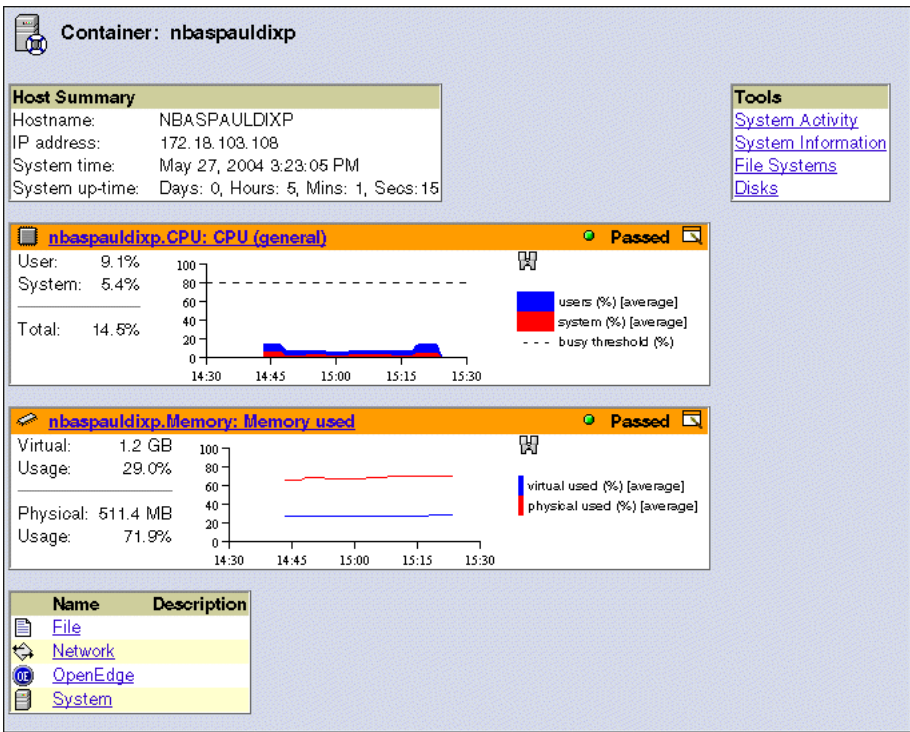 Container: nbaspauldixp
Host Summary
Hostname: NBASPAULDIXP
IP address: 172.18.103.108
System time: May 27, 2004 3:23:05 PM
System up-time: Days: 0, Hours: 5, Mins: 1, Secs:15
Tools
System Activity
System Information
File Systems
Disks
nbaspauldixp.CPU: CPU (general) Passed
User: 9.1%
System: 5.4%
Total: 14.5%
100
80
60
40
20
0
14:30 14:45 15:00 15:15 15:30
users (%) [average]
system (%) [average]
busy threshold (%)
nbaspauldixp.Memory: Memory used Passed
Virtual: 1.2 GB
Usage: 29.0%
Physical: 511.4 MB
Usage: 71.9%
100
80
60
40
20
0
14:30 14:45 15:00 15:15 15:30
virtual used (%) [average]
physical used (%) [average]
Name Description
File
Network
OE OpenEdge
System